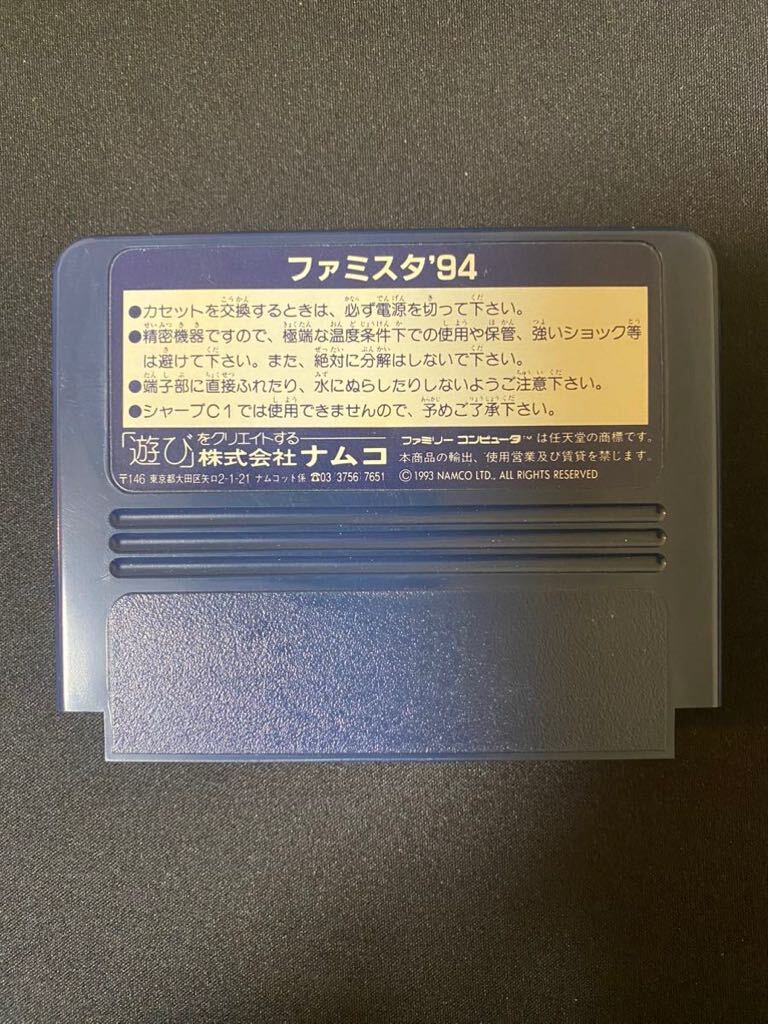 ファミスタ'94
●カセットを交換するときは、必ず電源を切って下さい。
●精密機器ですので、極端な温度条件下での使用や保管、強いショック等
は避けて下さい。また、絶対に分解はしないで下さい。
●端子部に直接ふれたり、水にぬらしたりしないようご注意下さい。
●シャープC1では使用できませんので、予めご了承下さい。
「遊び」をクリエイトする
株式会社ナムコ
〒146 東京都大田区矢口2-1-21 ナムコット係 ☎03(3756)7651
ファミリーコンピュータ™は任天堂の商標です。
本商品の輸出、使用営業及び賃貸を禁じます。
©1993 NAMCO LTD., ALL RIGHTS RESERVED